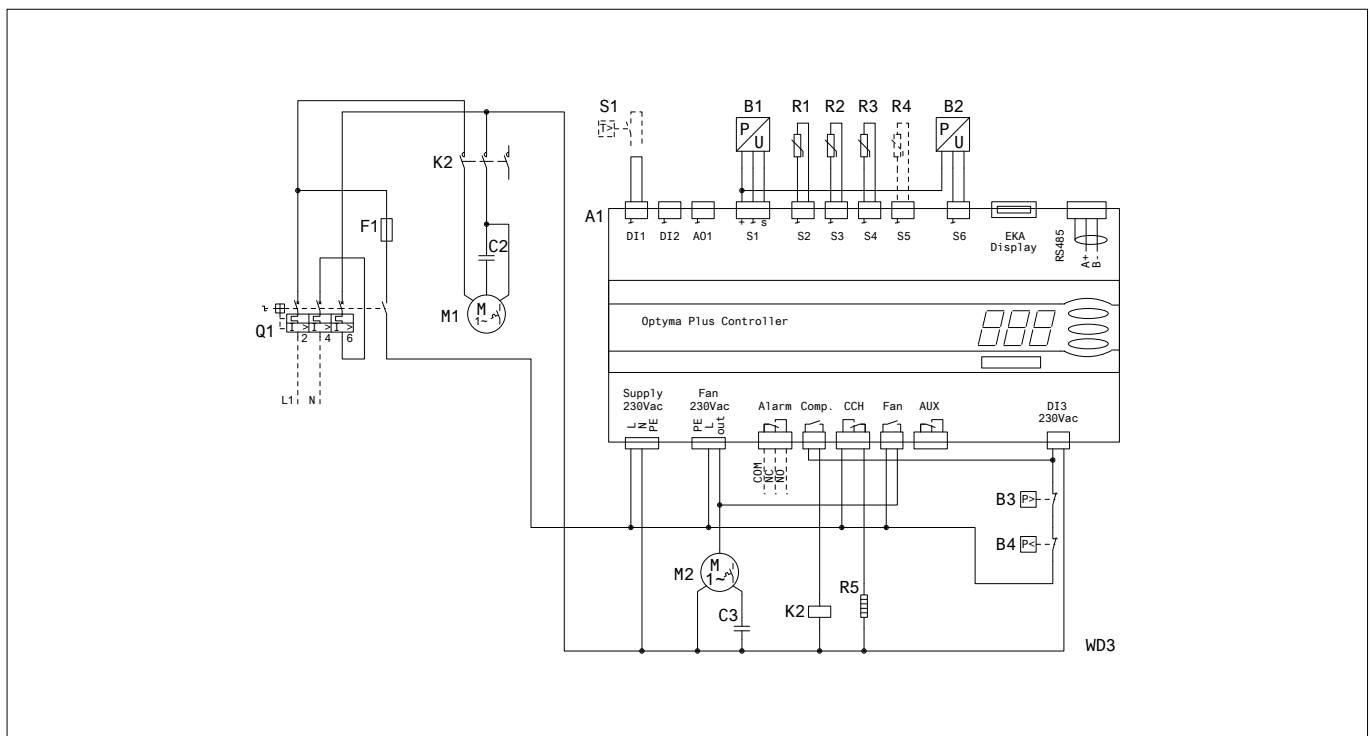 S1 B1 R1 R2 R3 R4 B2
T> P U P U
K2
A1
+ s
DI1 DI2 AO1 S1 S2 S3 S4 S5 S6 EKA
Display
RS485
A+
B-
F1
C2
M1 M
1~
Q1
I > I > I >
2 4 6
L1 N
Optyma Plus Controller
Supply
230Vac
Fan
230Vac
Alarm Comp. CCH Fan AUX DI3
230Vac
L
N
PE
PE
L
out
COM
NC
NO
B3 P>
B4 P<
M2 M
1~
C3
K2
R5
WD3